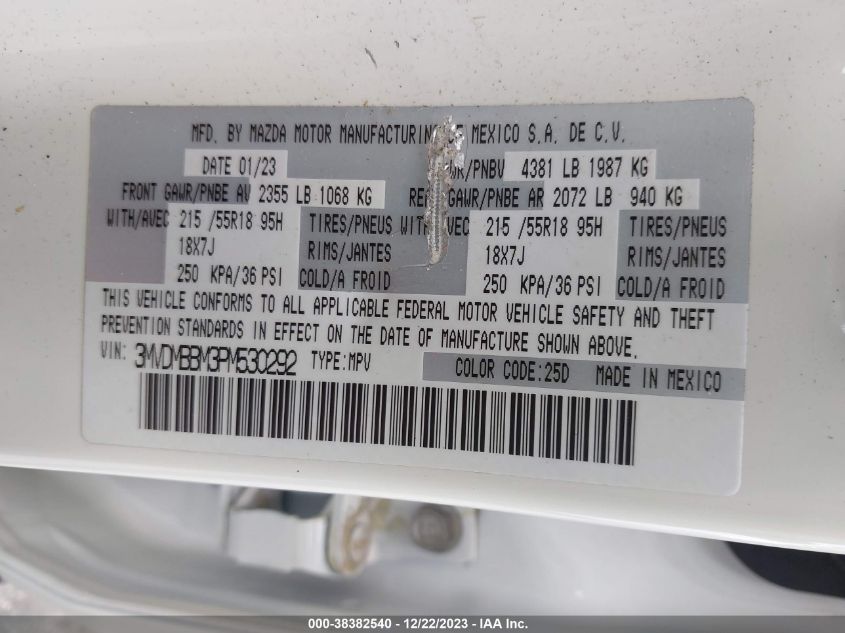 MFD. BY MAZDA MOTOR MANUFACTURING MEXICO S.A. DE C.V.
DATE 01/23 WR/PNBV 4381 LB 1987 KG
FRONT GAWR/PNBE AV 2355 LB 1068 KG GAWR/PNBE AR 2072 LB 940 KG
WITH/AVEC 215 /55R18 95H TIRES/PNEUS 215 /55R18 95H TIRES/PNEUS
18X7J RIMS/JANTES 18X7J RIMS/JANTES
250 KPA/36 PSI COLD/A FROID 250 KPA/36 PSI COLD/A FROID
THIS VEHICLE CONFORMS TO ALL APPLICABLE FEDERAL MOTOR VEHICLE SAFETY AND THEFT
PREVENTION STANDARDS IN EFFECT ON THE DATE OF MANUFACTURE SHOWN ABOVE.
VIN: 3MVDMBBM3PM530292 TYPE:MPV COLOR CODE:25D MADE IN MEXICO
000-38382540 - 12/22/2023 - IAA Inc.